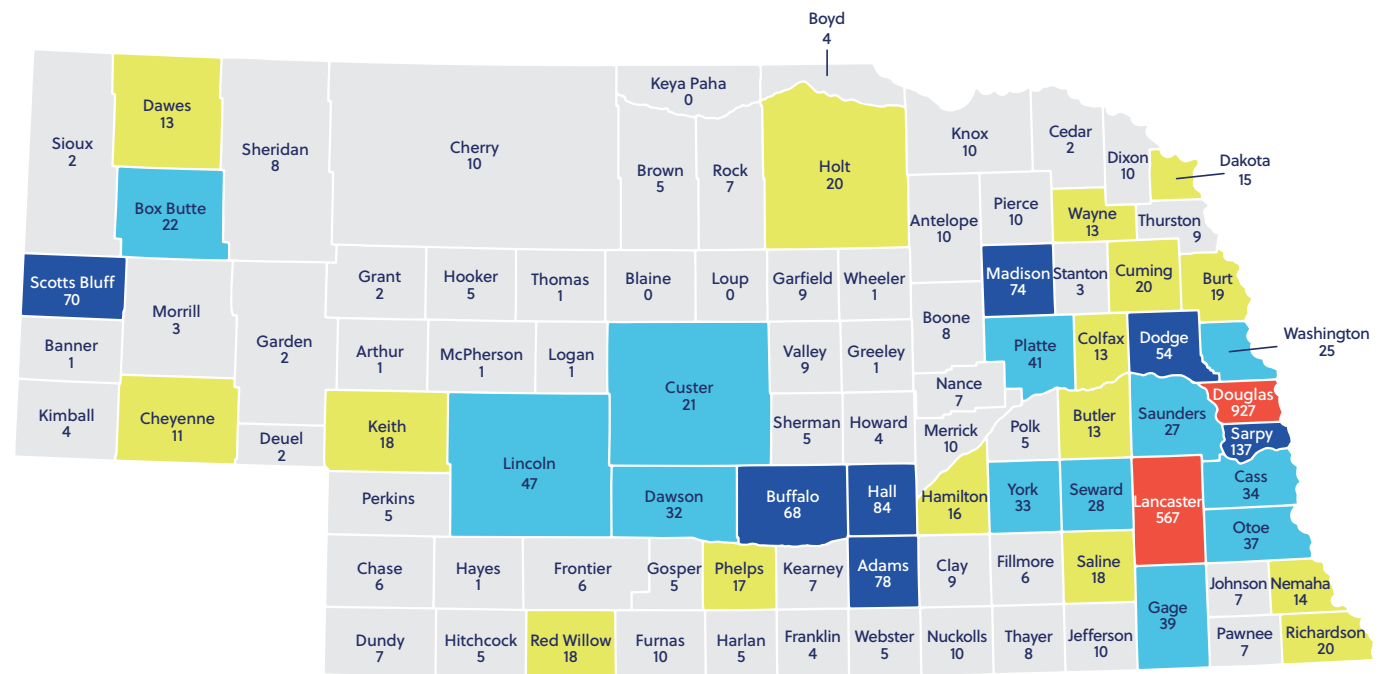 Boyd
4
Keya Paha
0
Dawes
13
Sioux
2
Sheridan
8
Cherry
10
Brown
5
Rock
7
Holt
20
Knox
10
Cedar
2
Dixon
10
Dakota
15
Box Butte
22
Antelope
10
Pierce
10
Wayne
13
Thurston
9
Scotts Bluff
70
Morrill
3
Grant
2
Hooker
5
Thomas
1
Blaine
0
Loup
0
Garfield
9
Wheeler
1
Madison
74
Stanton
3
Cuming
20
Burt
19
Banner
1
Garden
2
Arthur
1
McPherson
1
Logan
1
Custer
21
Valley
9
Greeley
1
Boone
8
Platte
41
Colfax
13
Dodge
54
Washington
25
Kimball
4
Cheyenne
11
Deuel
2
Keith
18
Lincoln
47
Sherman
5
Howard
4
Nance
7
Merrick
10
Polk
5
Butler
13
Saunders
27
Douglas
927
Sarpy
137
Perkins
5
Dawson
32
Buffalo
68
Hall
84
Hamilton
16
York
33
Seward
28
Lancaster
567
Cass
34
Otoe
37
Chase
6
Hayes
1
Frontier
6
Gosper
5
Phelps
17
Kearney
7
Adams
78
Clay
9
Fillmore
6
Saline
18
Gage
39
Johnson
7
Nemaha
14
Dundy
7
Hitchcock
5
Red Willow
18
Furnas
10
Harlan
5
Franklin
4
Webster
5
Nuckolls
10
Thayer
8
Jefferson
10
Pawnee
7
Richardson
20